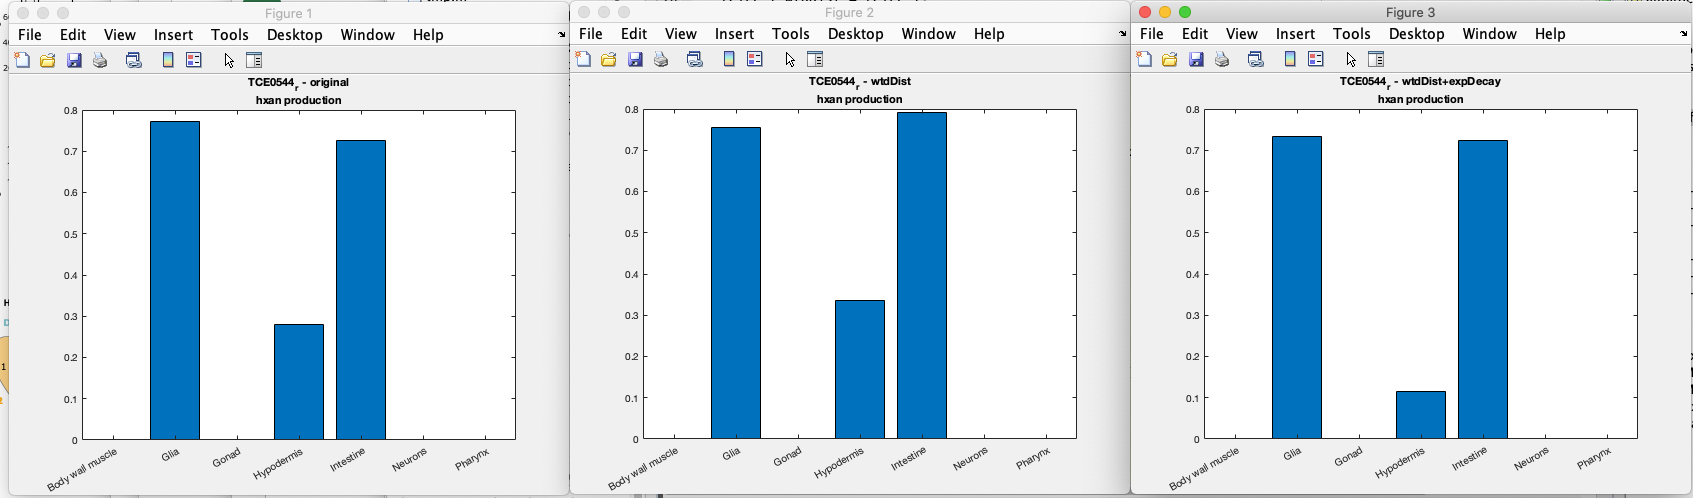 Figure 1
File Edit View Insert Tools Desktop Window Help
TCE0544r - original
hxan production
0.8
0.7
0.6
0.5
0.4
0.3
0.2
0.1
0
Body wall muscle Glia Gonad Hypodermis Intestine Neurons Pharynx
Figure 2
File Edit View Insert Tools Desktop Window Help
TCE0544r - wtdDist
hxan production
0.8
0.7
0.6
0.5
0.4
0.3
0.2
0.1
0
Body wall muscle Glia Gonad Hypodermis Intestine Neurons Pharynx
Figure 3
File Edit View Insert Tools Desktop Window Help
TCE0544r - wtdDist+expDecay
hxan production
0.8
0.7
0.6
0.5
0.4
0.3
0.2
0.1
0
Body wall muscle Glia Gonad Hypodermis Intestine Neurons Pharynx